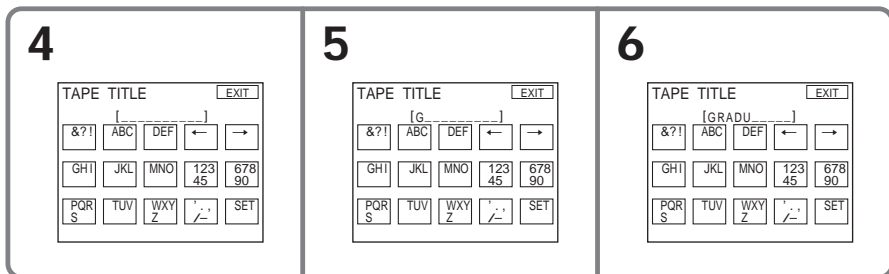 4
TAPE TITLE EXIT
[__________]
&?! ABC DEF ← →
GHI JKL MNO 123 678
45 90
PQR TUV WXY ' . , SET
S Z / –
5
TAPE TITLE EXIT
[G_________]
&?! ABC DEF ← →
GHI JKL MNO 123 678
45 90
PQR TUV WXY ' . , SET
S Z / –
6
TAPE TITLE EXIT
[GRADU_____]
&?! ABC DEF ← →
GHI JKL MNO 123 678
45 90
PQR TUV WXY ' . , SET
S Z / –